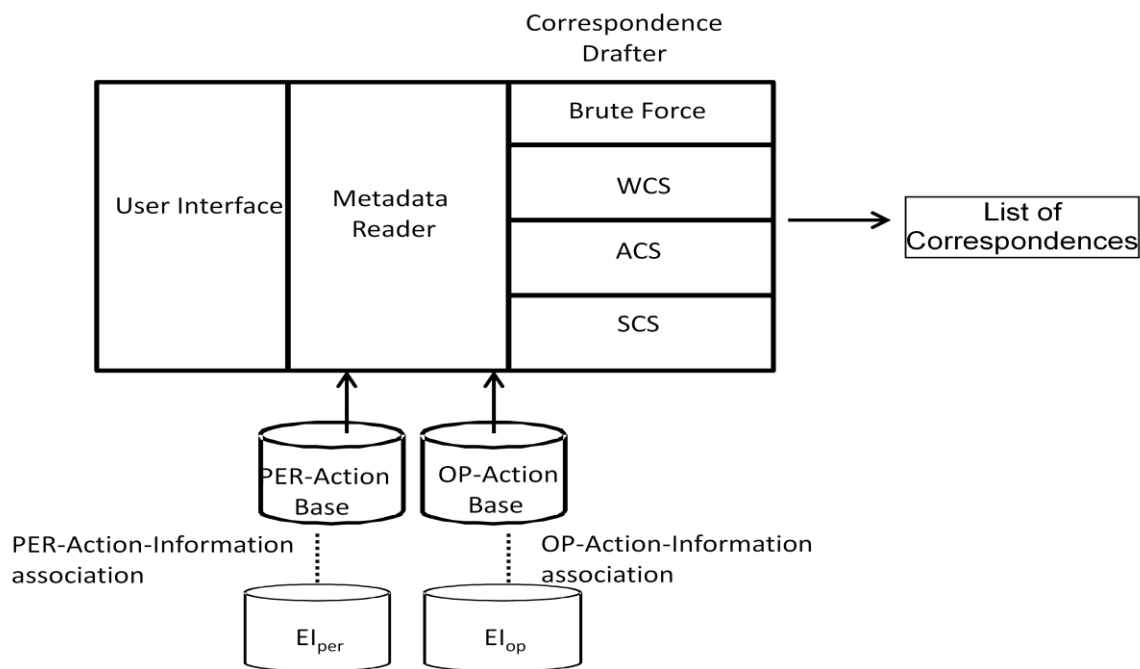 Correspondence
Drafter
User Interface
Metadada
Reader
Brute Force
WCS
ACS
SCS
List of
Correspondences
PER-Action
Base
OP-Action
Base
PER-Action-Information
association
OP-Action-Information
association
EIper
EIop